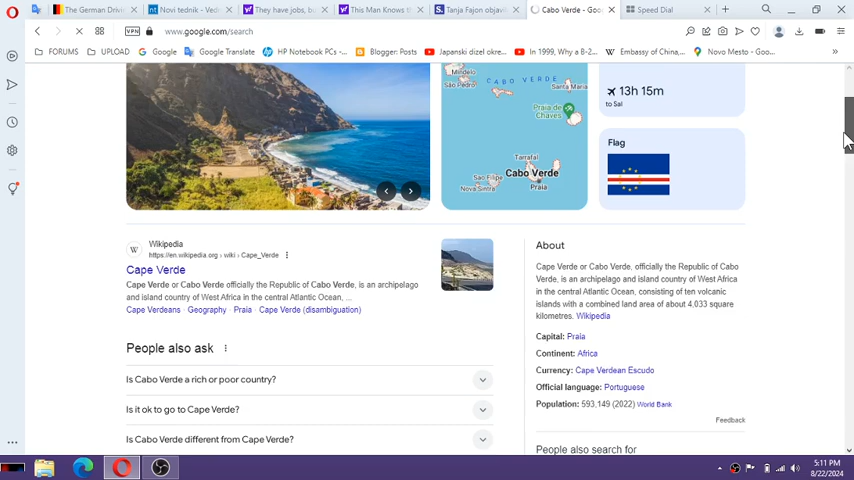 The German Drivi
Novi tednik - Ved
They have jobs, b
This Man Knows th
Tanja Fajon objavil
Cabo Verde - Goo
Speed Dial
VPN
www.google.com/search
FORUMS
UPLOAD
Google
Google Translate
HP Notebook PCs...
Blogger: Posts
Japanski dizel okre...
In 1999, Why a B-2...
Embassy of China,...
Novo Mesto - Goo...
»
Mindelo
São Pedro
CABO VERDE
Santa Maria
Praia de
Chaves
Tarrafal
Sao Filipe
Cabo Verde
Nova Sintra
Praia
13h 15m
to Sal
Flag
W
Wikipedia
https://en.wikipedia.org › wiki › Cape_Verde
Cape Verde
Cape Verde or Cabo Verde officially the Republic of Cabo Verde, is an archipelago
and island country of West Africa in the central Atlantic Ocean, ...
Cape Verdeans · Geography · Praia · Cape Verde (disambiguation)
People also ask
Is Cabo Verde a rich or poor country?
Is it ok to go to Cape Verde?
Is Cabo Verde different from Cape Verde?
About
Cape Verde or Cabo Verde, officially the Republic of Cabo
Verde, is an archipelago and island country of West Africa
in the central Atlantic Ocean, consisting of ten volcanic
islands with a combined land area of about 4,033 square
kilometres. Wikipedia
Capital: Praia
Continent: Africa
Currency: Cape Verdean Escudo
Official language: Portuguese
Population: 593,149 (2022) World Bank
Feedback
People also search for
5:11 PM
8/22/2024